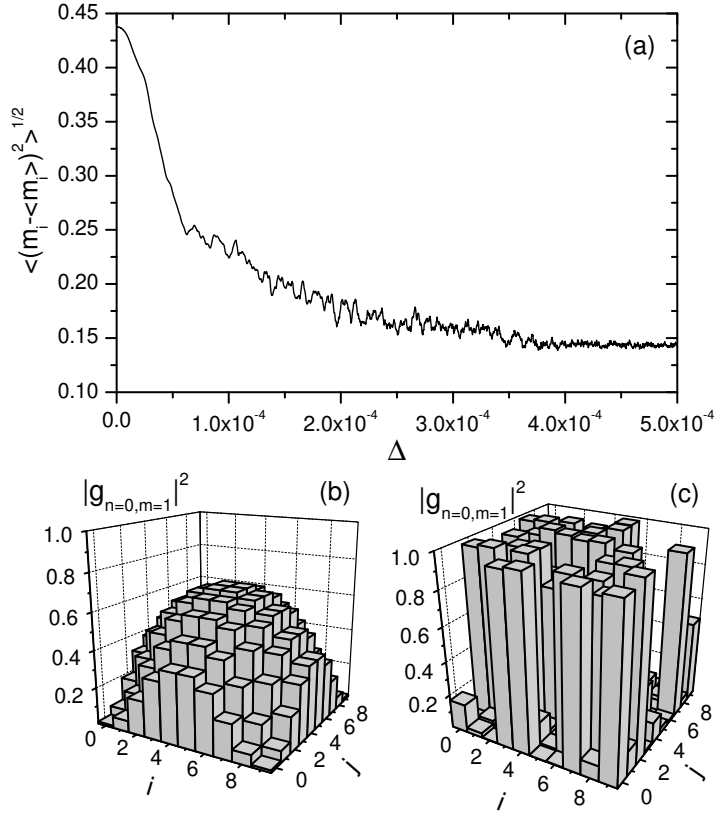 (a)
<(m_i-<m_i>)^2>^1/2
0.45
0.40
0.35
0.30
0.25
0.20
0.15
0.10
0.0 1.0x10^-4 2.0x10^-4 3.0x10^-4 4.0x10^-4 5.0x10^-4
Δ
|g_n=0,m=1|^2 (b)
1.0
0.8
0.6
0.4
0.2
0 2 4 6 8
i
0 2 4 6 8
j
|g_n=0,m=1|^2 (c)
1.0
0.8
0.6
0.4
0.2
0 2 4 6 8
i
0 2 4 6 8
j